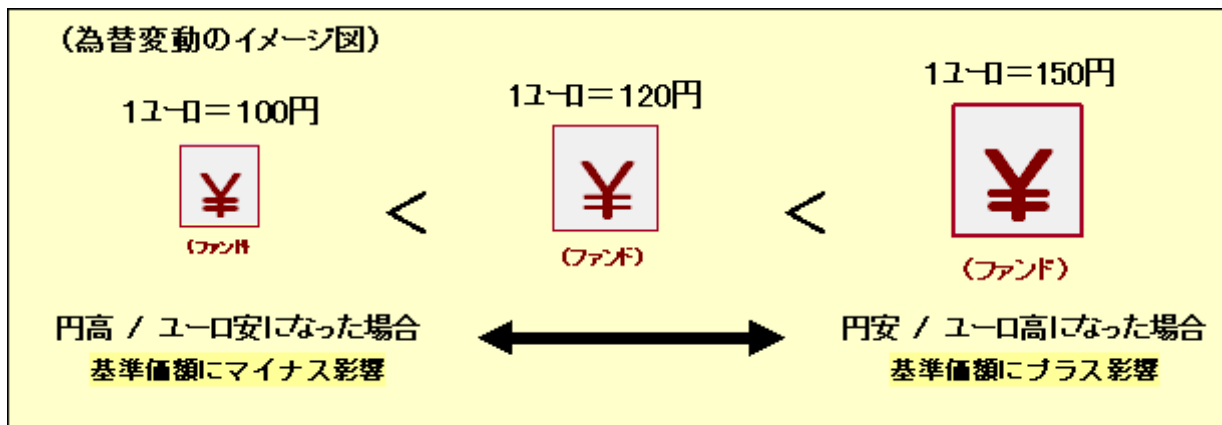 (為替変動のイメージ図)
1ユーロ=100円
1ユーロ=120円
1ユーロ=150円
¥
<
¥
<
¥
(ファンド)
(ファンド)
(ファンド)
円高 / ユーロ安になった場合
円安 / ユーロ高になった場合
基準価額にマイナス影響
基準価額にプラス影響